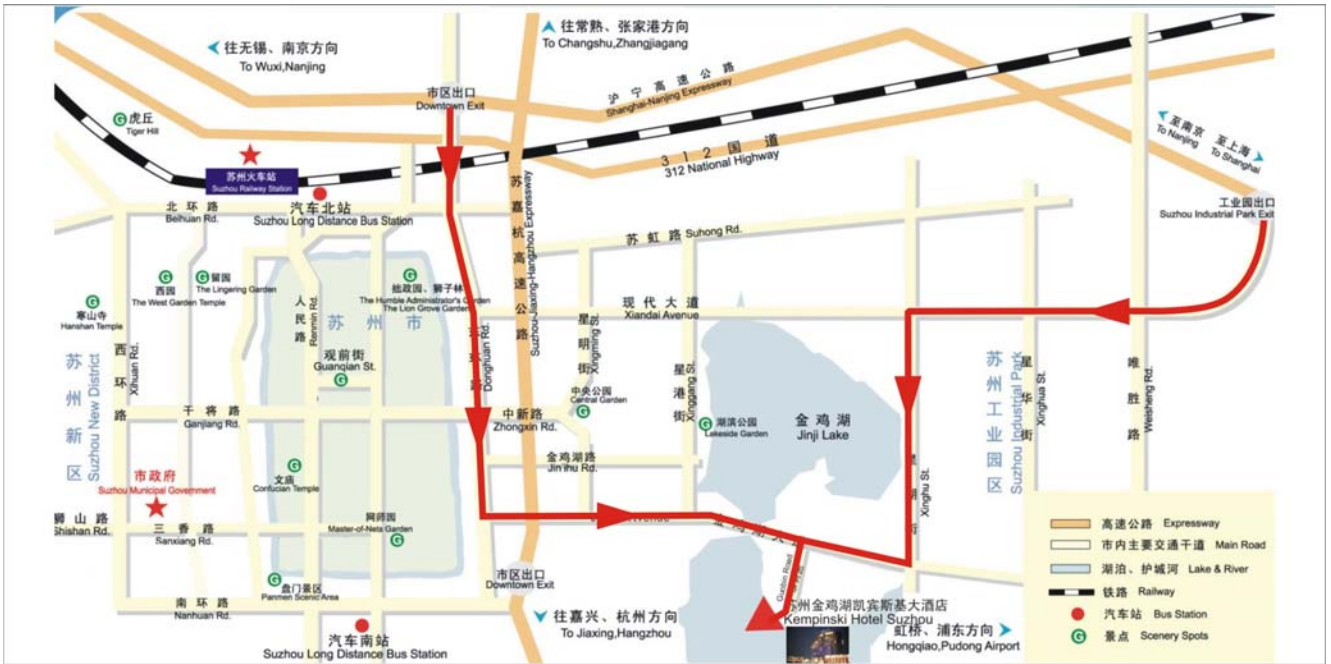 往常熟、张家港方向
To Changshu,Zhangjiagang
往无锡、南京方向
To Wuxi,Nanjing
市区出口
Downtown Exit
沪宁高速公路
Shanghai-Nanjing Expressway
虎丘
Tiger Hill
至南京
To Nanjing
至上海
To Shanghai
312国道
312 National Highway
苏州火车站
Suzhou Railway Station
北环路
Beihuan Rd.
汽车北站
Suzhou Long Distance Bus Station
苏嘉杭高速公路
Suzhou-Jiaxing-Hangzhou Expressway
工业园出口
Suzhou Industrial Park Exit
苏虹路 Suhong Rd.
西园
The West Garden Temple
留园
The Lingering Garden
拙政园、狮子林
The Humble Administrator's Garden
The Lion Grove Garden
寒山寺
Hanshan Temple
人民路
Renmin Rd.
苏州市
现代大道
Xiandai Avenue
星明街
Xingming St.
Donghuan Rd.
西环路
Xihuan Rd.
苏州新区
Suzhou New District
观前街
Guanqian St.
星港街
Xinggang St.
中央公园
Central Garden
苏州工业园区
Suzhou Industrial Park
星华街
Xinghua St.
唯胜路
Weisheng Rd.
干将路
Ganjiang Rd.
中新路
Zhongxin Rd.
湖滨公园
Lakeside Garden
金鸡湖
Jinji Lake
金鸡湖路
Jin'ihu Rd.
市政府
Suzhou Municipal Government
文庙
Confucian Temple
湖街
Xinghu St.
狮山路
Shishan Rd.
三香路
Sanxiang Rd.
网师园
Master-of-Nets Garden
Avenue
金鸡湖大
Guobin Road
市区出口
Downtown Exit
盘门景区
Panmen Scenic Area
南环路
Nanhuan Rd.
往嘉兴、杭州方向
To Jiaxing,Hangzhou
汽车南站
Suzhou Long Distance Bus Station
苏州金鸡湖凯宾斯基大酒店
Kempinski Hotel Suzhou
虹桥、浦东方向
Hongqiao,Pudong Airport
高速公路 Expressway
市内主要交通干道 Main Road
湖泊、护城河 Lake & River
铁路 Railway
汽车站 Bus Station
G 景点 Scenery Spots